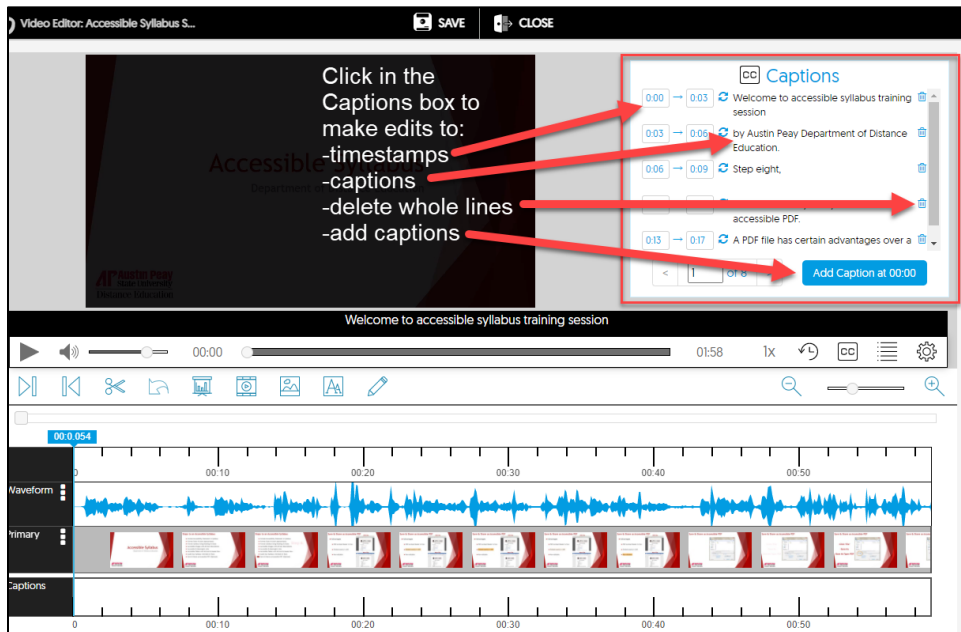 Video Editor: Accessible Syllabus S...
SAVE
CLOSE
Click in the
Captions box to
make edits to:
-timestamps
-captions
-delete whole lines
-add captions
Accessible Syllabus
Department of
Austin Peay
State University
Distance Education
CC Captions
0:00 → 0:03 Welcome to accessible syllabus training
session
0:03 → 0:06 by Austin Peay Department of Distance
Education.
0:06 → 0:09 Step eight,
accessible PDF.
0:13 → 0:17 A PDF file has certain advantages over a
< 1 of 8
Add Caption at 00:00
Welcome to accessible syllabus training session
00:00
01:58
1x
CC
00:0.054
0 00:10 00:20 00:30 00:40 00:50
Waveform
Primary
Captions
0 00:10 00:20 00:30 00:40 00:50